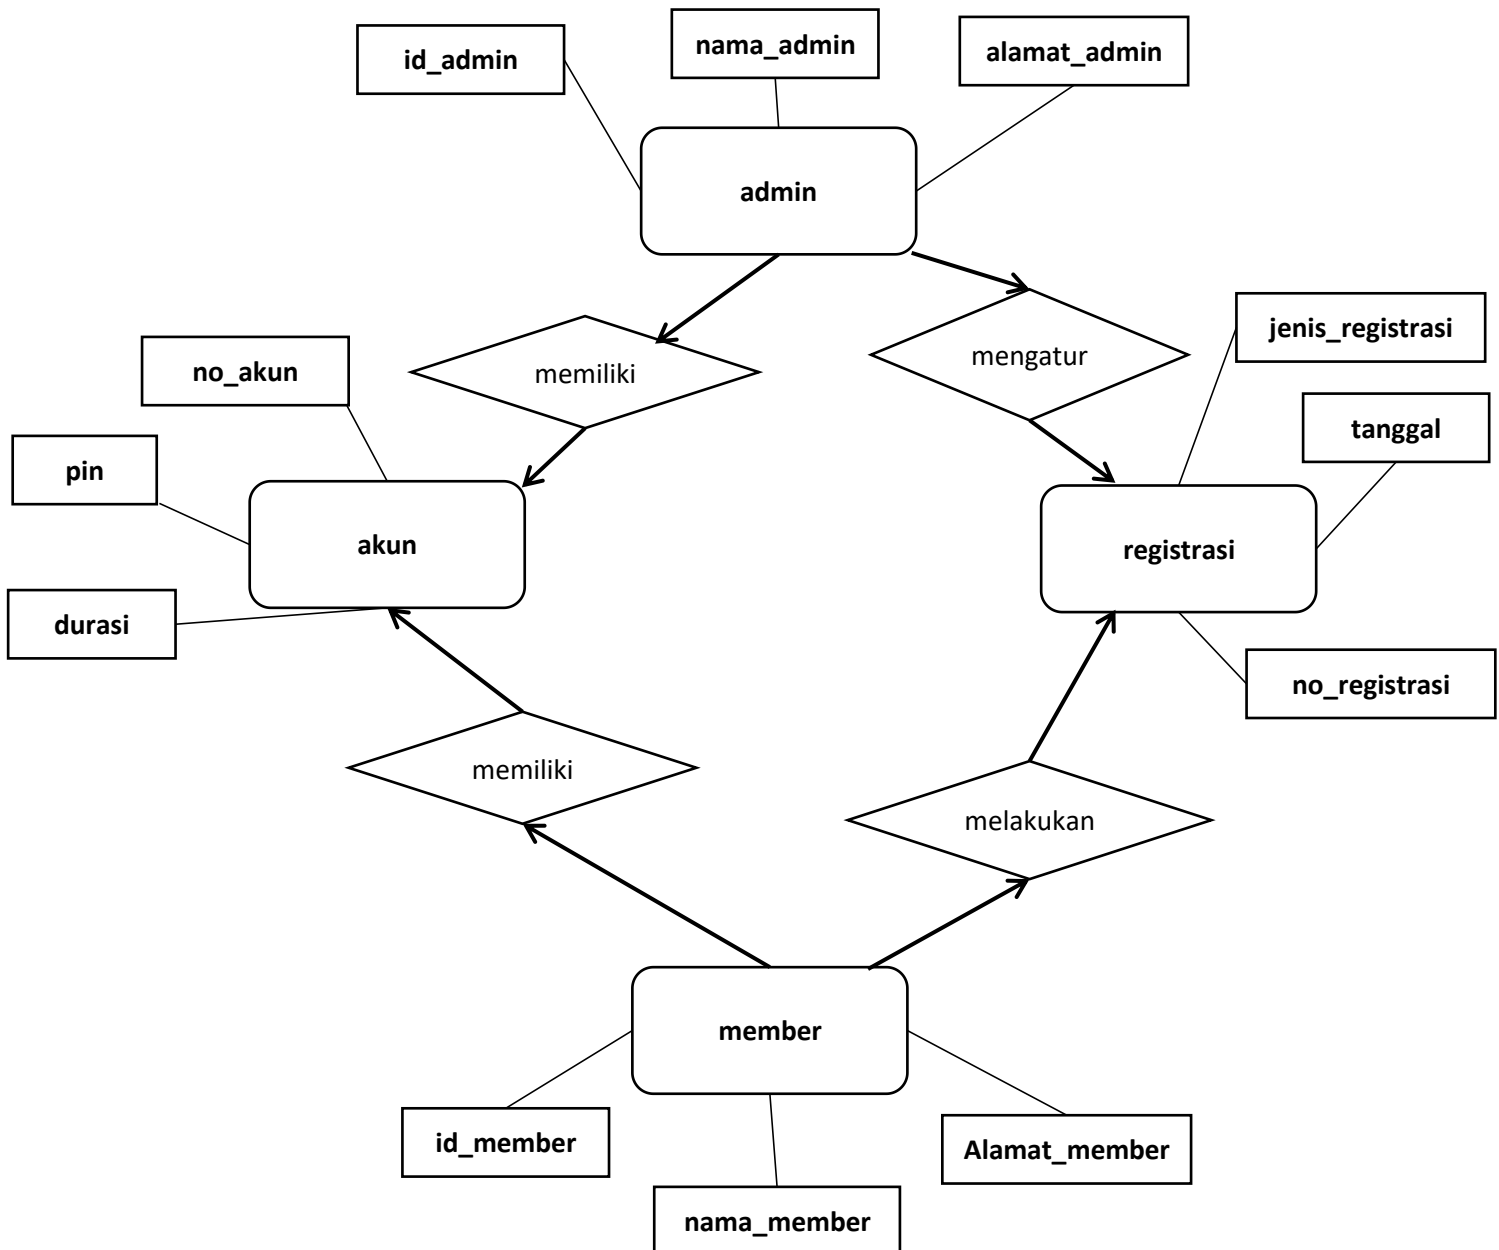 nama_admin
id_admin
alamat_admin
admin
jenis_registrasi
memiliki
mengatur
no_akun
tanggal
pin
akun
registrasi
durasi
no_registrasi
memiliki
melakukan
member
id_member
Alamat_member
nama_member